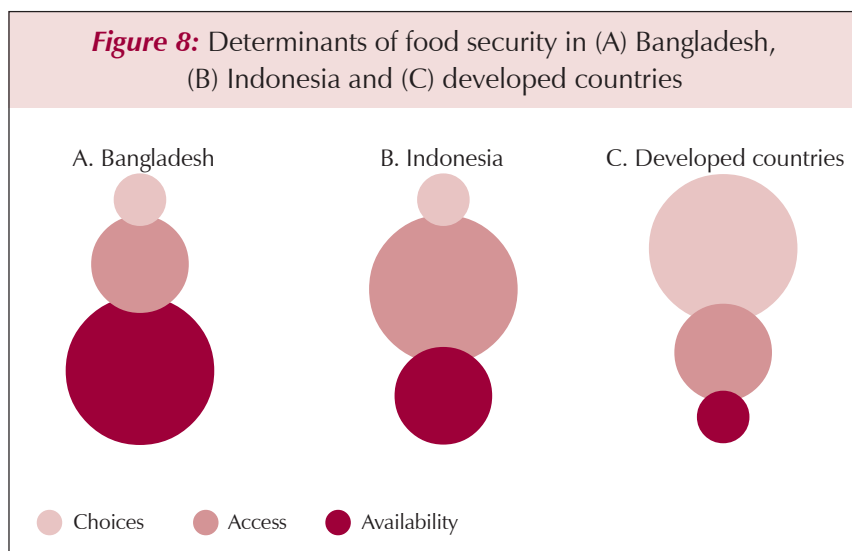 Figure 8: Determinants of food security in (A) Bangladesh,
(B) Indonesia and (C) developed countries
A. Bangladesh
B. Indonesia
C. Developed countries
Choices
Access
Availability